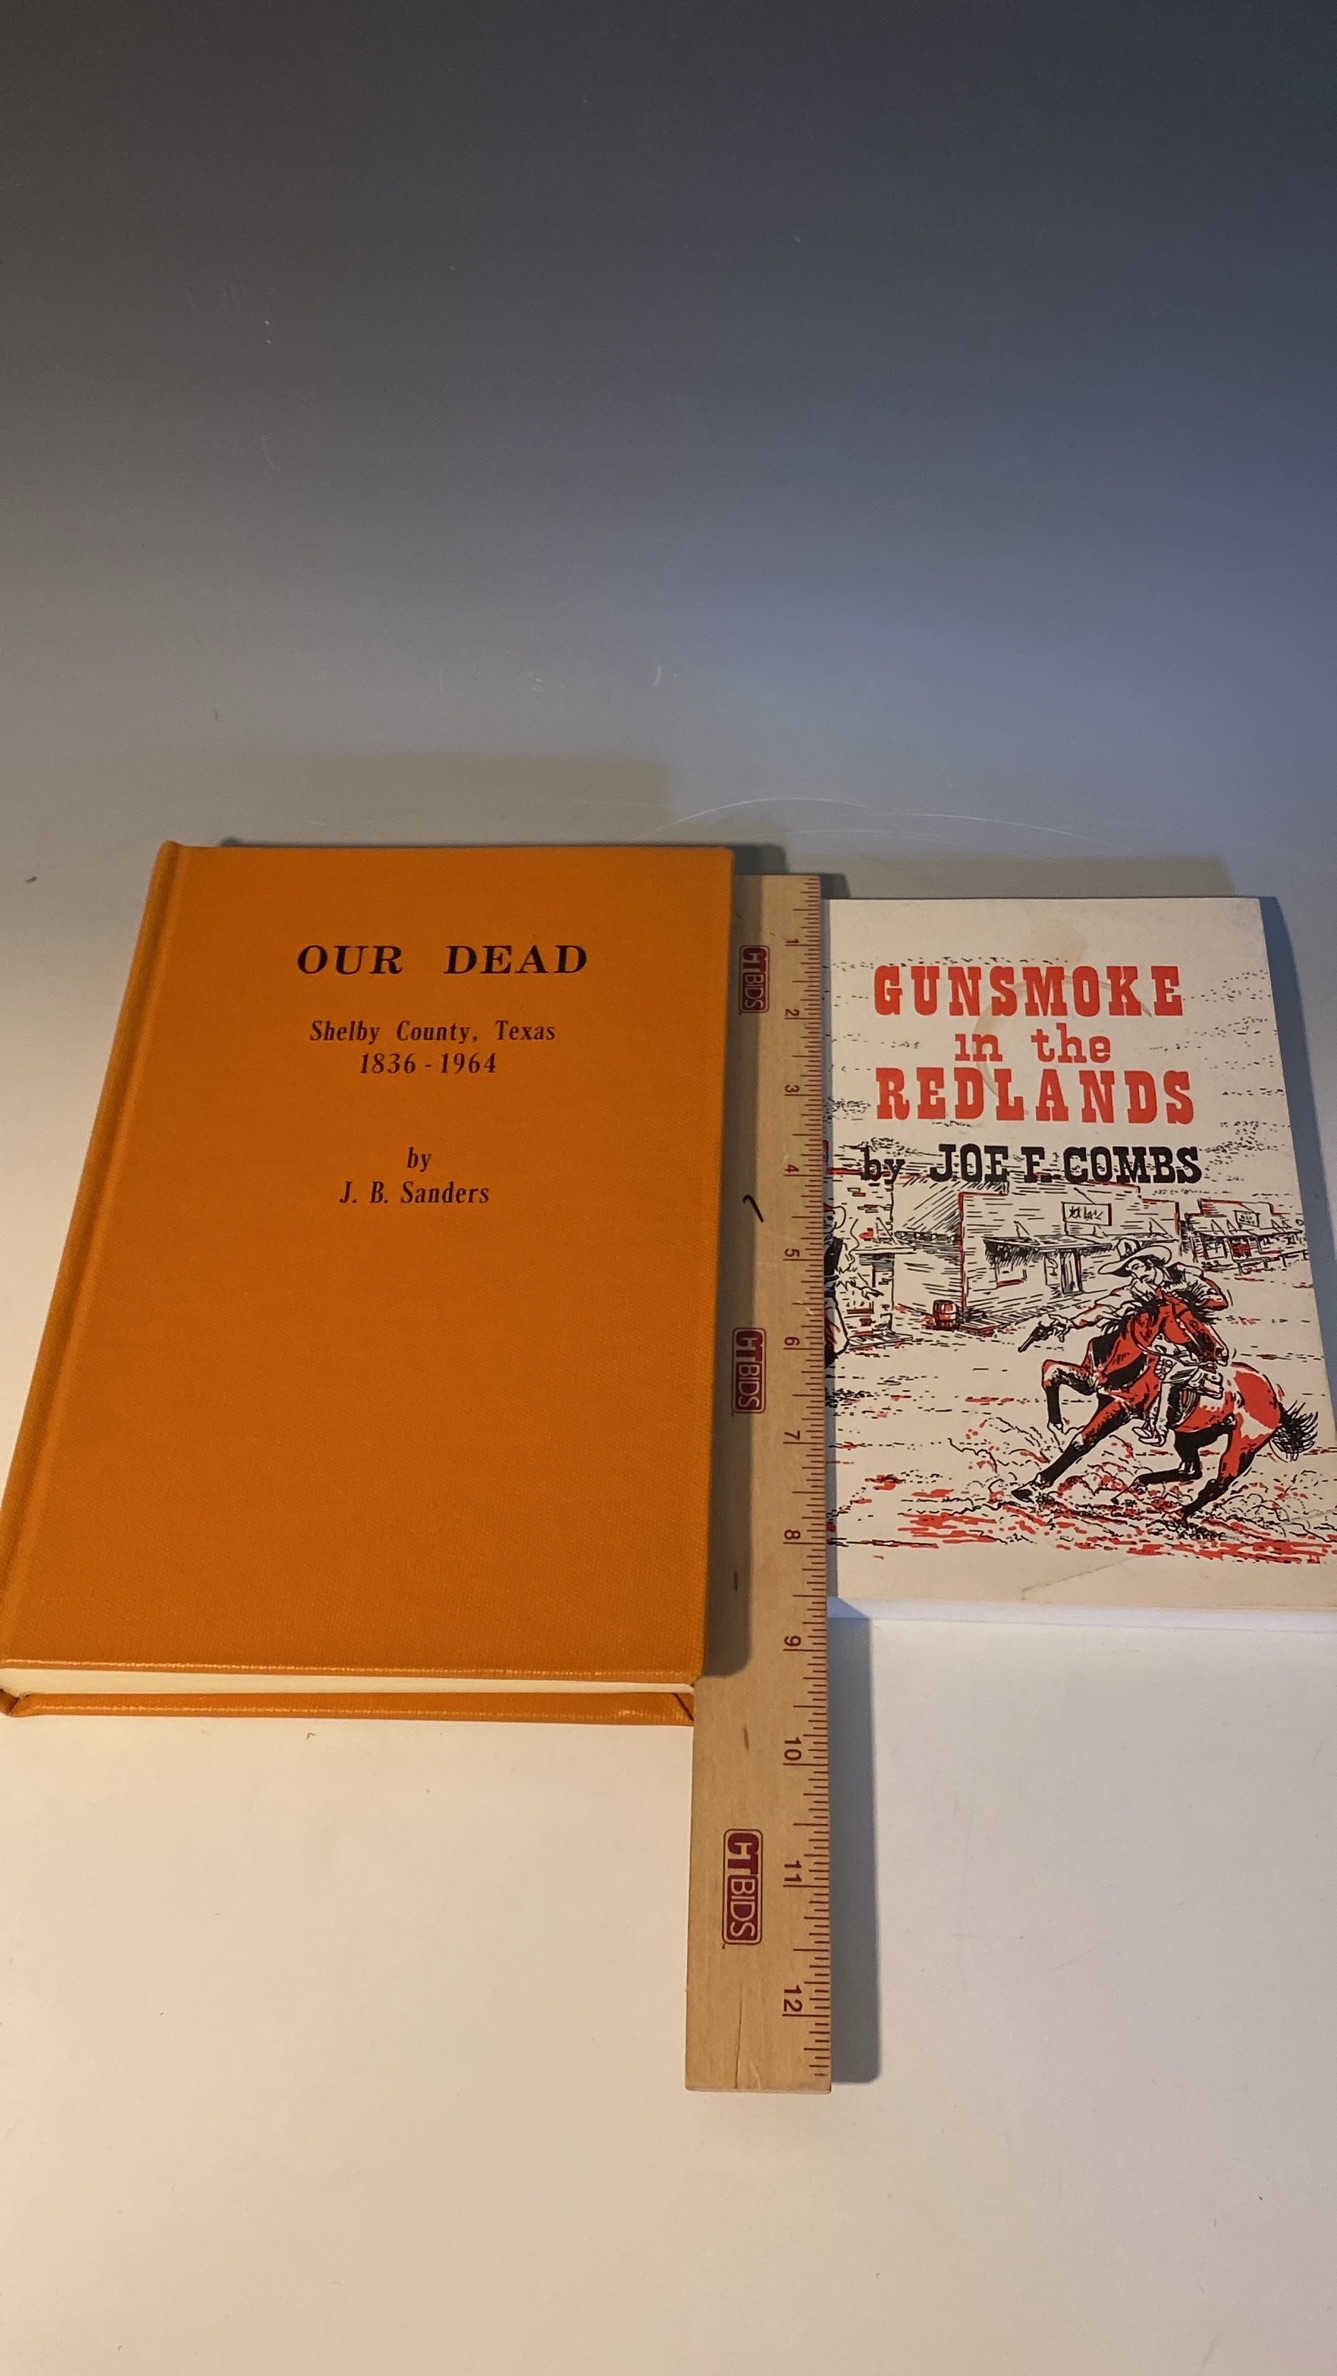 OUR DEAD
Shelby County, Texas
1836 - 1964
by
J. B. Sanders
CTBIDS
CTBIDS
CTBIDS
1
2
3
4
5
6
7
8
9
10
11
12
GUNSMOKE
in the
REDLANDS
by JOE F. COMBS